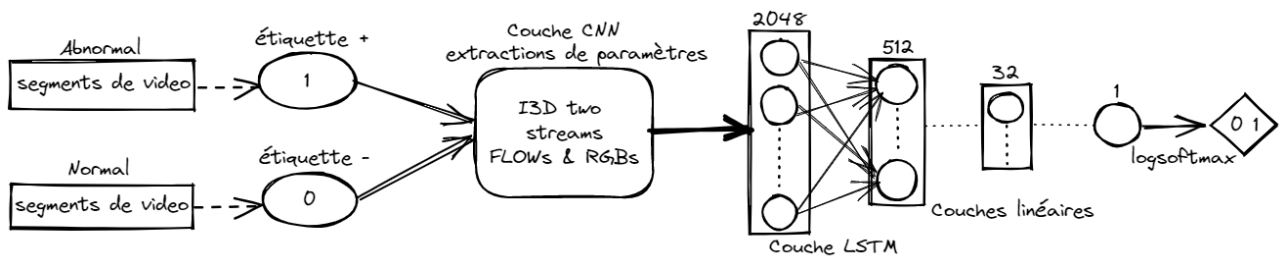 Abnormal
segments de video
étiquette +
1
Normal
segments de video
étiquette -
0
Couche CNN
extractions de paramètres
I3D two
streams
FLOWs & RGBs
2048
Couche LSTM
512
32
Couches linéaires
1
logsoftmax
0 1